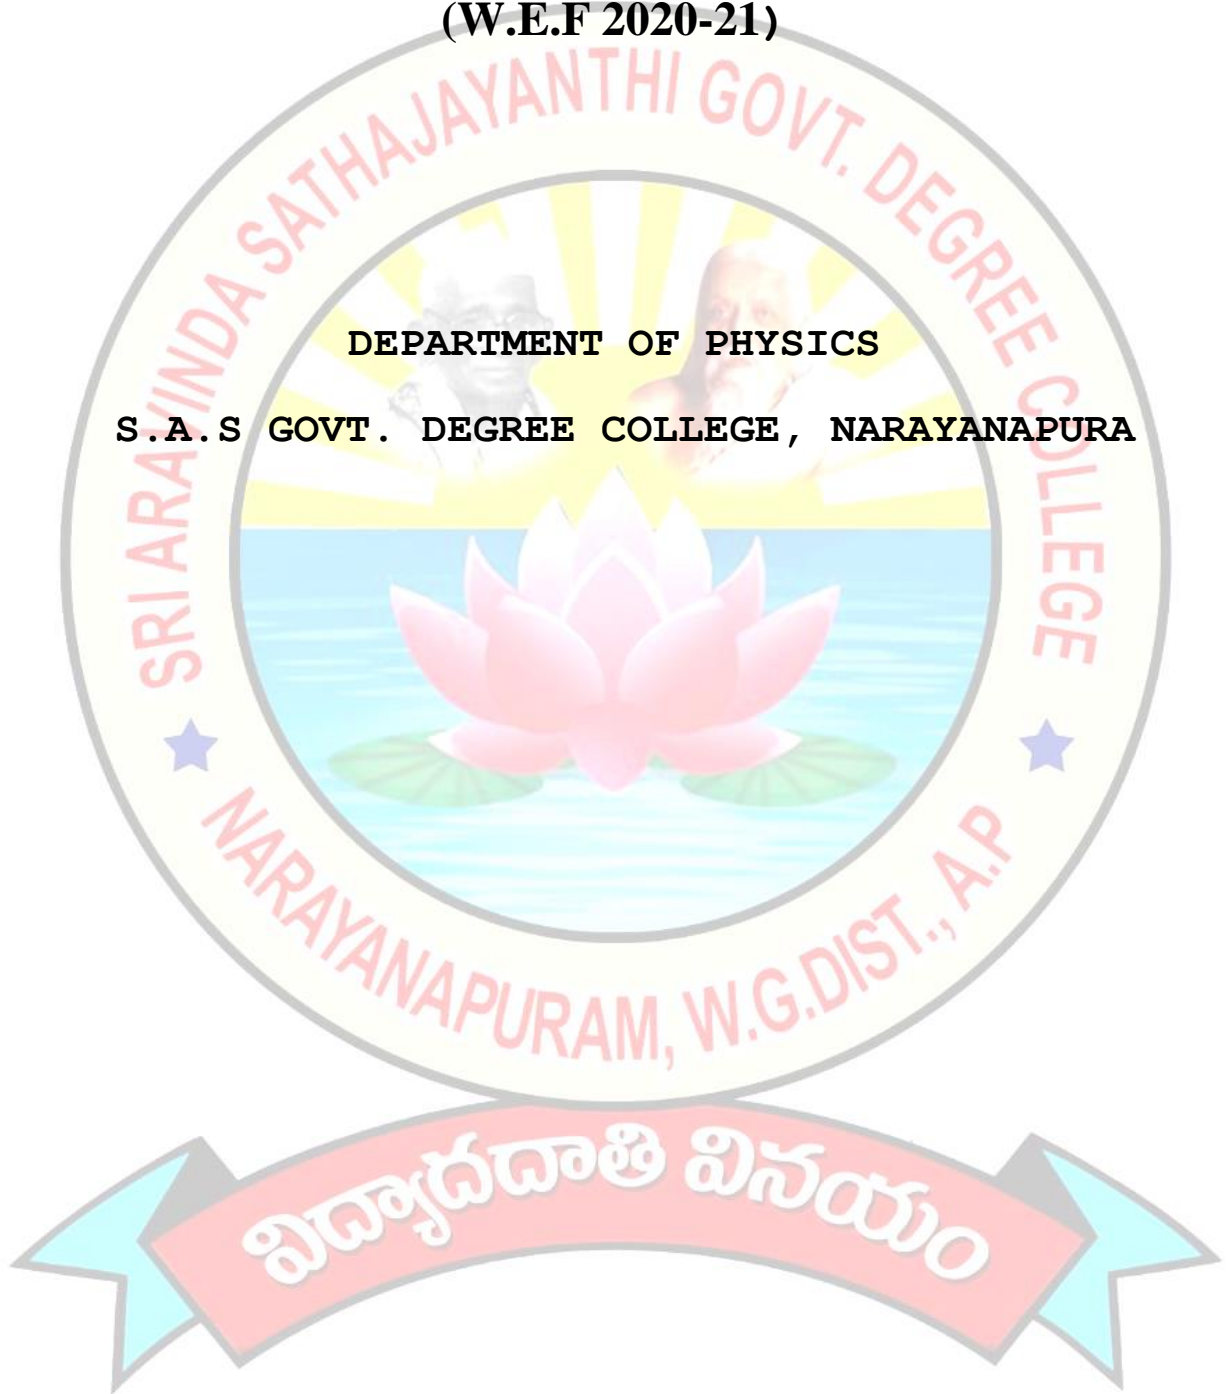 (W.E.F 2020-21)
SRI ARAVINDA SATHAJAYANTHI GOVT. DEGREE COLLEGE
DEPARTMENT OF PHYSICS
S.A.S GOVT. DEGREE COLLEGE, NARAYANAPURA
NARAYANAPURAM, W.G.DIST., A.P
విద్యాదదాతి వినయం